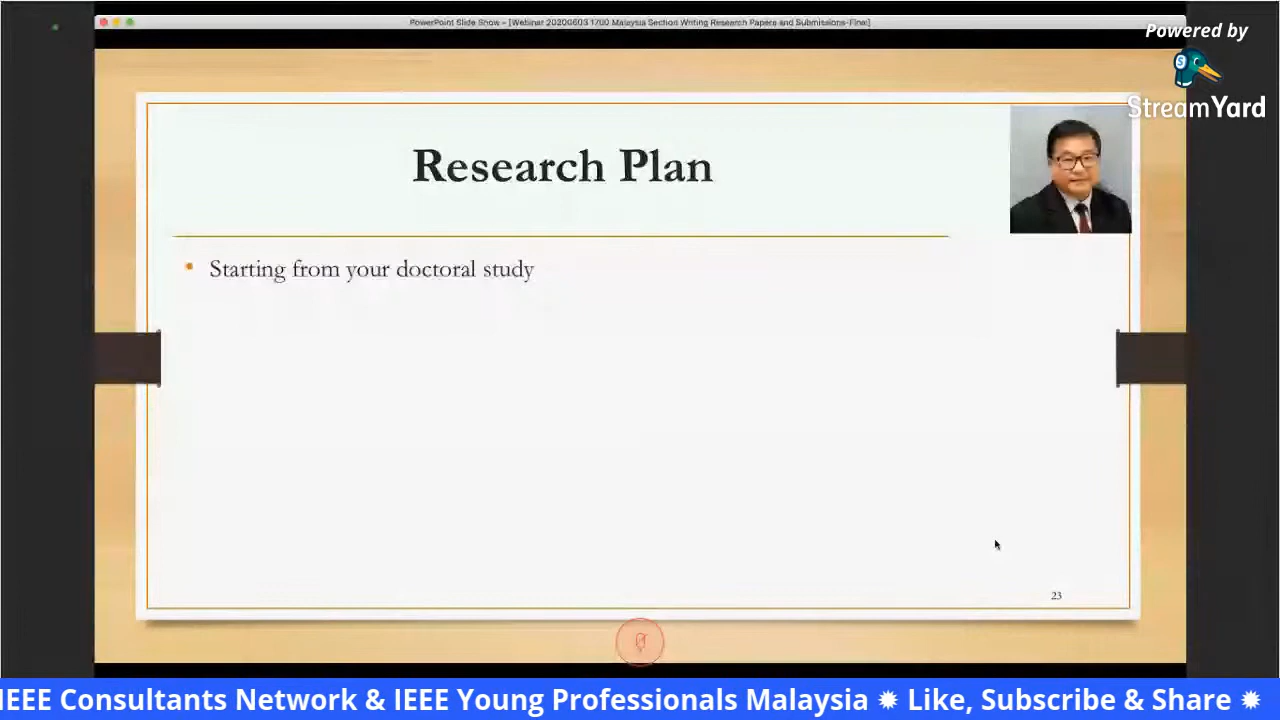 PowerPoint Slide Show - [Webinar 20200603 1700 Malaysia Section Writing Research Papers and Submissions-Final]
Powered by
StreamYard
Research Plan
• Starting from your doctoral study
23
IEEE Consultants Network & IEEE Young Professionals Malaysia ✹ Like, Subscribe & Share ✹